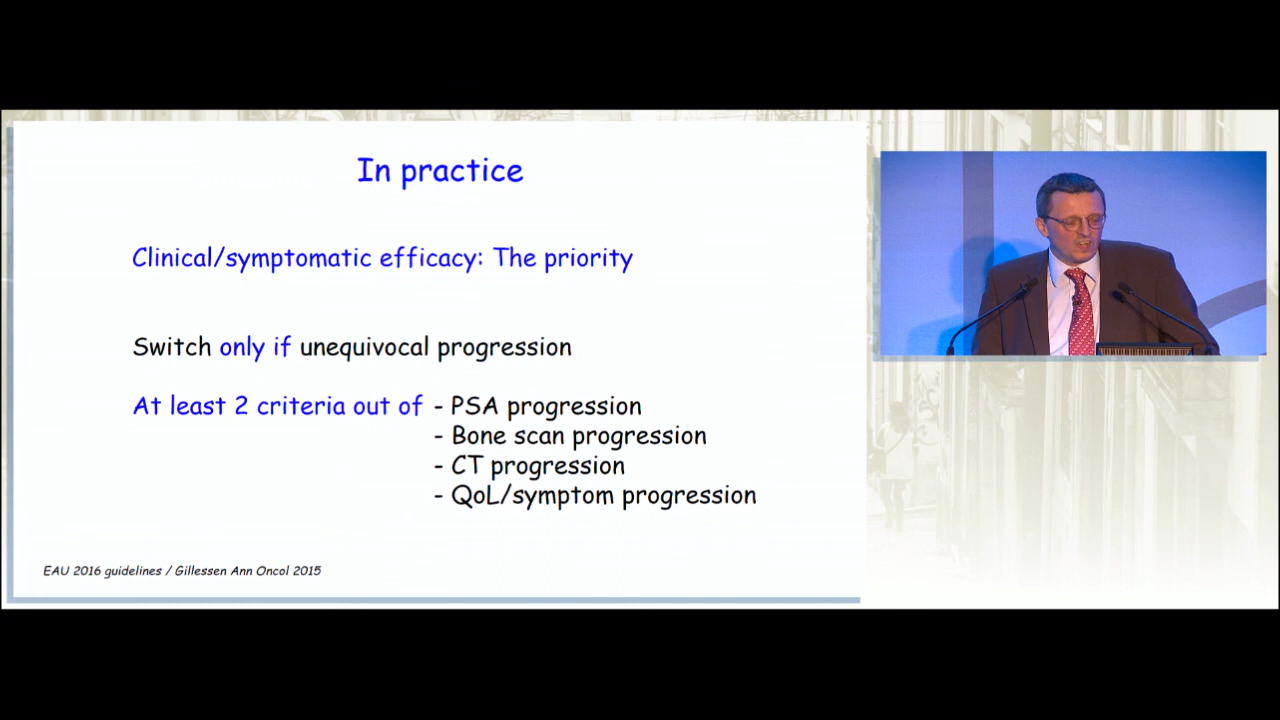 In practice
Clinical/symptomatic efficacy: The priority
Switch only if unequivocal progression
At least 2 criteria out of - PSA progression
- Bone scan progression
- CT progression
- QoL/symptom progression
EAU 2016 guidelines / Gillessen Ann Oncol 2015